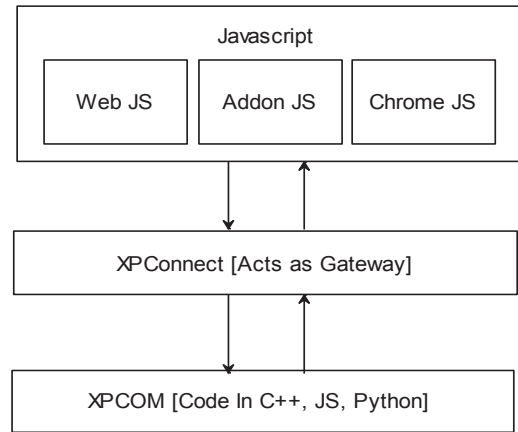 Javascript
Web JS
Addon JS
Chrome JS
XPConnect [Acts as Gateway]
XPCOM [Code In C++, JS, Python]